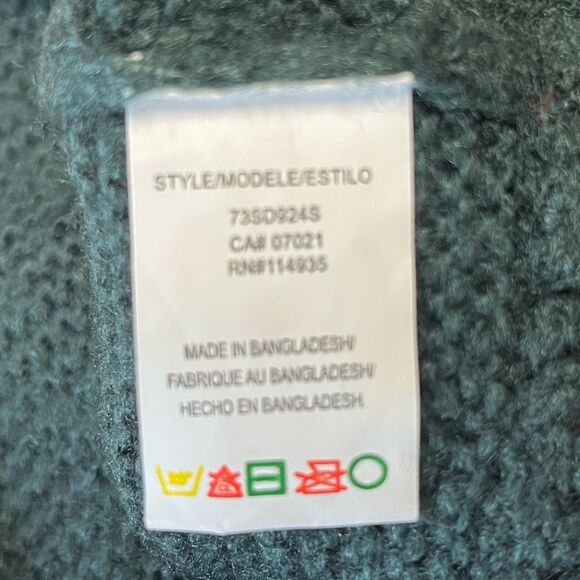 STYLE/MODELE/ESTILO
73SD924S
CA# 07021
RN#114935
MADE IN BANGLADESH/
FABRIQUE AU BANGLADESH/
HECHO EN BANGLADESH.